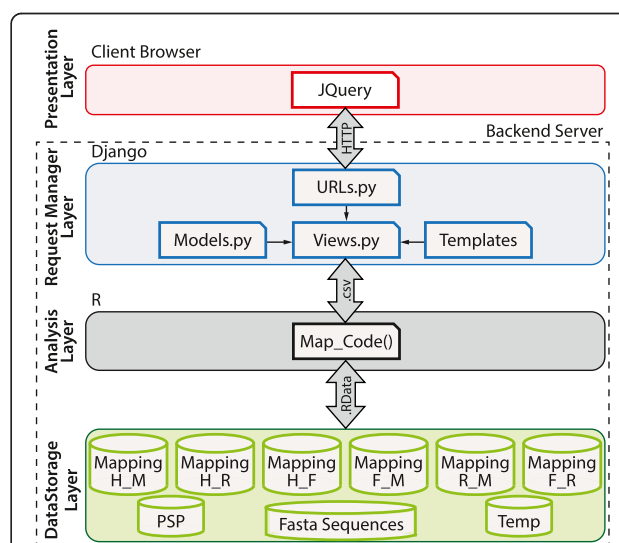 Presentation
Layer
Client Browser
JQuery
HTTP
Backend Server
Request Manager
Layer
Django
URLs.py
Models.py
Views.py
Templates
.csv
Analysis
Layer
R
Map_Code()
.RData
DataStorage
Layer
Mapping
H_M
Mapping
H_R
Mapping
H_F
Mapping
F_M
Mapping
R_M
Mapping
F_R
PSP
Fasta Sequences
Temp